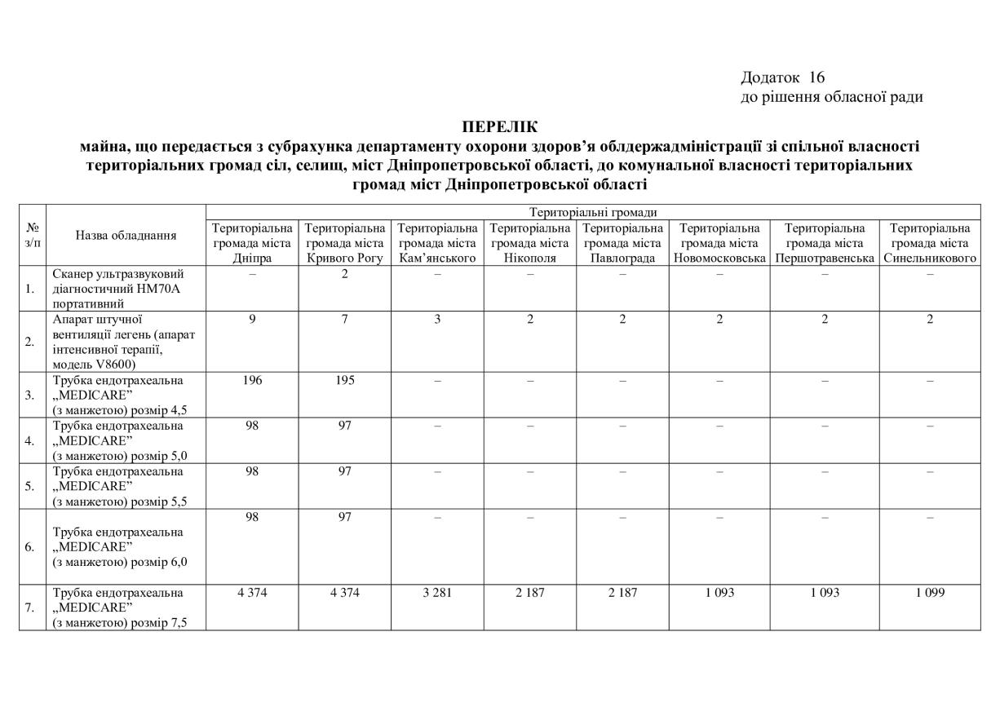 Додаток  16
до рішення обласної ради
ПЕРЕЛІК
майна, що передається з субрахунка департаменту охорони здоров’я облдержадміністрації зі спільної власності
територіальних громад сіл, селищ, міст Дніпропетровської області, до комунальної власності територіальних
громад міст Дніпропетровської області
№
з/п
Назва обладнання
Територіальні громади
Територіальна
громада міста
Дніпра
Територіальна
громада міста
Кривого Рогу
Територіальна
громада міста
Кам’янського
Територіальна
громада міста
Нікополя
Територіальна
громада міста
Павлограда
Територіальна
громада міста
Новомосковська
Територіальна
громада міста
Першотравенська
Територіальна
громада міста
Синельникового
1.
Сканер ультразвуковий
діагностичний HM70A
портативний
– 2 – – – – – –
2.
Апарат штучної
вентиляції легень (апарат
інтенсивної терапії,
модель V8600)
9 7 3 2 2 2 2 2
3.
Трубка ендотрахеальна
„MEDICARE”
(з манжетою) розмір 4,5
196 195 – – – – – –
4.
Трубка ендотрахеальна
„MEDICARE”
(з манжетою) розмір 5,0
98 97 – – – – – –
5.
Трубка ендотрахеальна
„MEDICARE”
(з манжетою) розмір 5,5
98 97 – – – – – –
6.
Трубка ендотрахеальна
„MEDICARE”
(з манжетою) розмір 6,0
98 97 – – – – – –
7.
Трубка ендотрахеальна
„MEDICARE”
(з манжетою) розмір 7,5
4 374 4 374 3 281 2 187 2 187 1 093 1 093 1 099